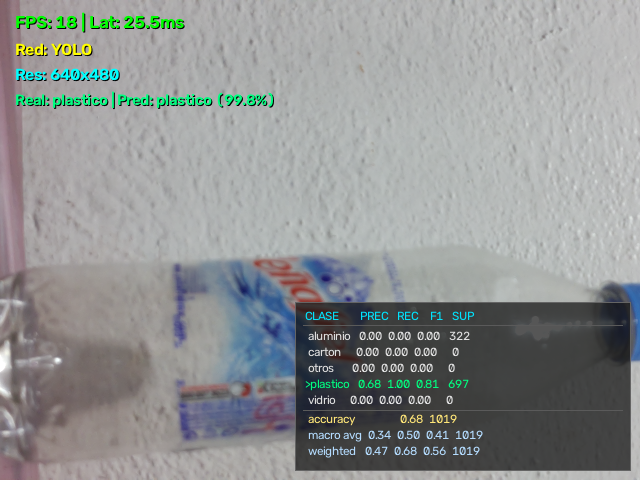 FPS: 18 | Lat: 25.5ms
Red: YOLO
Res: 640x480
Real: plastico | Pred: plastico (99.8%)
CLASE PREC REC F1 SUP
aluminio 0.00 0.00 0.00 322
carton 0.00 0.00 0.00 0
otros 0.00 0.00 0.00 0
>plastico 0.68 1.00 0.81 697
vidrio 0.00 0.00 0.00 0
accuracy 0.68 1019
macro avg 0.34 0.50 0.41 1019
weighted 0.47 0.68 0.56 1019